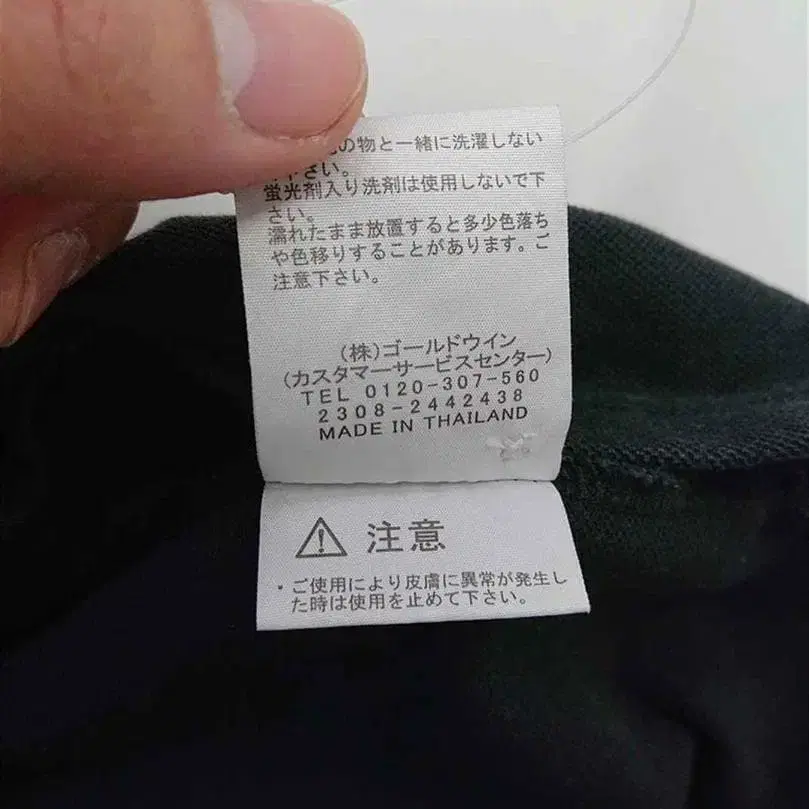 の物と一緒に洗濯しない
下さい。
蛍光剤入り洗剤は使用しないで下
さい。
濡れたまま放置すると多少色落ち
や色移りすることがあります。ご
注意下さい。
(株)ゴールドウイン
(カスタマーサービスセンター)
TEL 0120-307-560
2308-2442438
MADE IN THAILAND
注意
・ご使用により皮膚に異常が発生し
た時は使用を止めて下さい。